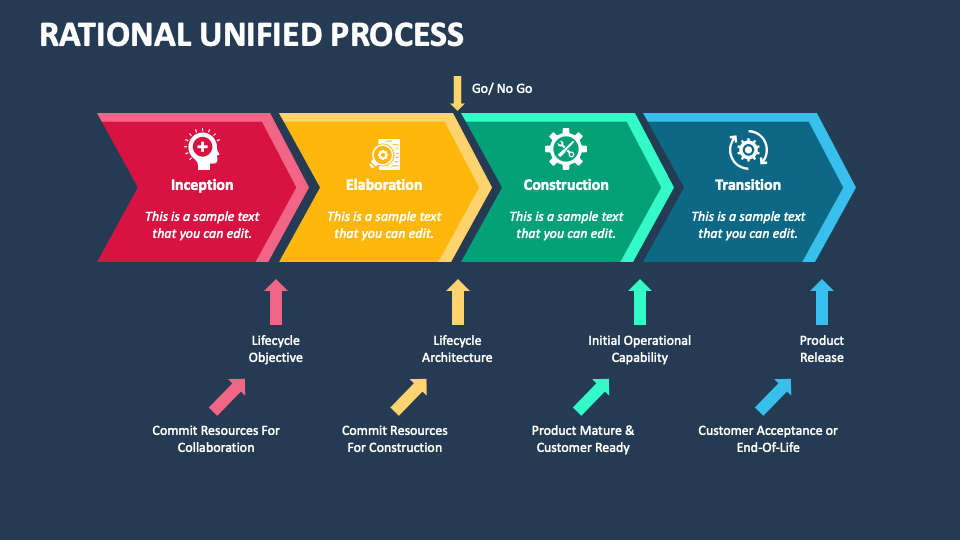 RATIONAL UNIFIED PROCESS
Go/ No Go
Inception
This is a sample text
that you can edit.
Elaboration
This is a sample text
that you can edit.
Construction
This is a sample text
that you can edit.
Transition
This is a sample text
that you can edit.
Lifecycle
Objective
Lifecycle
Architecture
Initial Operational
Capability
Product
Release
Commit Resources For
Collaboration
Commit Resources
For Construction
Product Mature &
Customer Ready
Customer Acceptance or
End-Of-Life